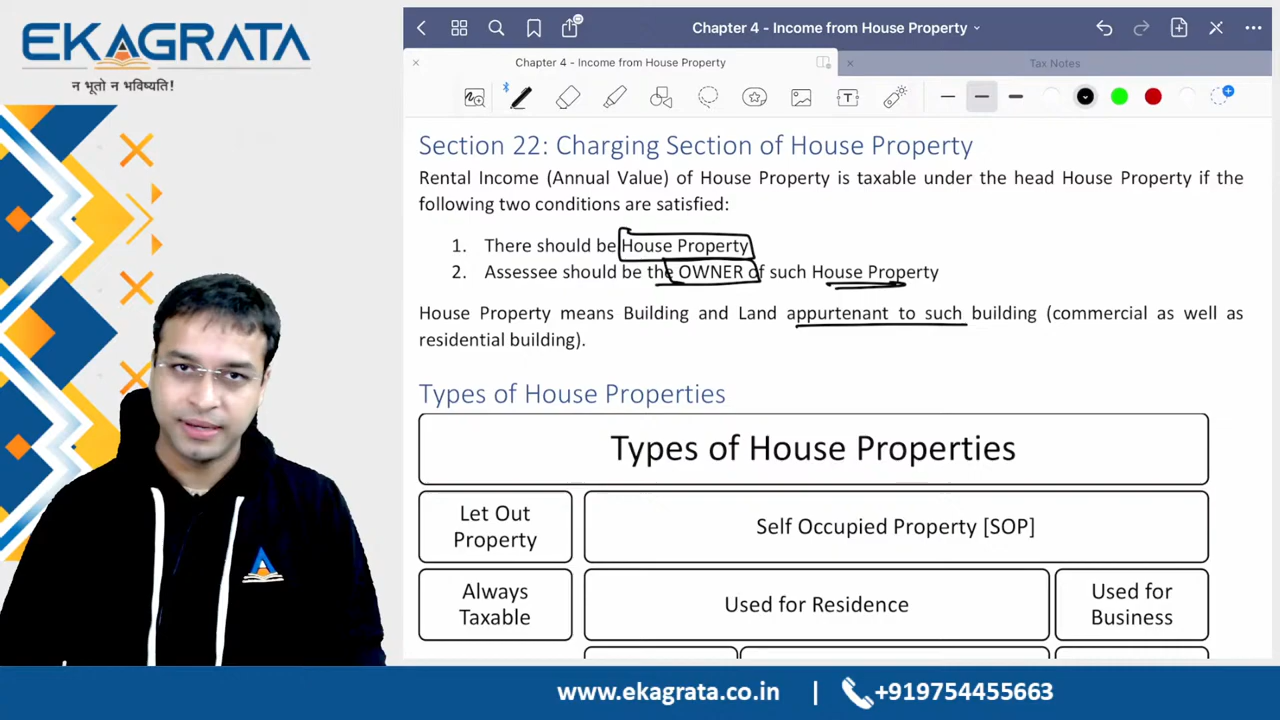 EKAGRATA
न भूतो न भविष्यति!
Chapter 4 - Income from House Property
Chapter 4 - Income from House Property
Tax Notes
Section 22: Charging Section of House Property
Rental Income (Annual Value) of House Property is taxable under the head House Property if the
following two conditions are satisfied:
1. There should be House Property
2. Assessee should be the OWNER of such House Property
House Property means Building and Land appurtenant to such building (commercial as well as
residential building).
Types of House Properties
Types of House Properties
Let Out
Property
Self Occupied Property [SOP]
Always
Taxable
Used for Residence
Used for
Business
www.ekagrata.co.in | +919754455663